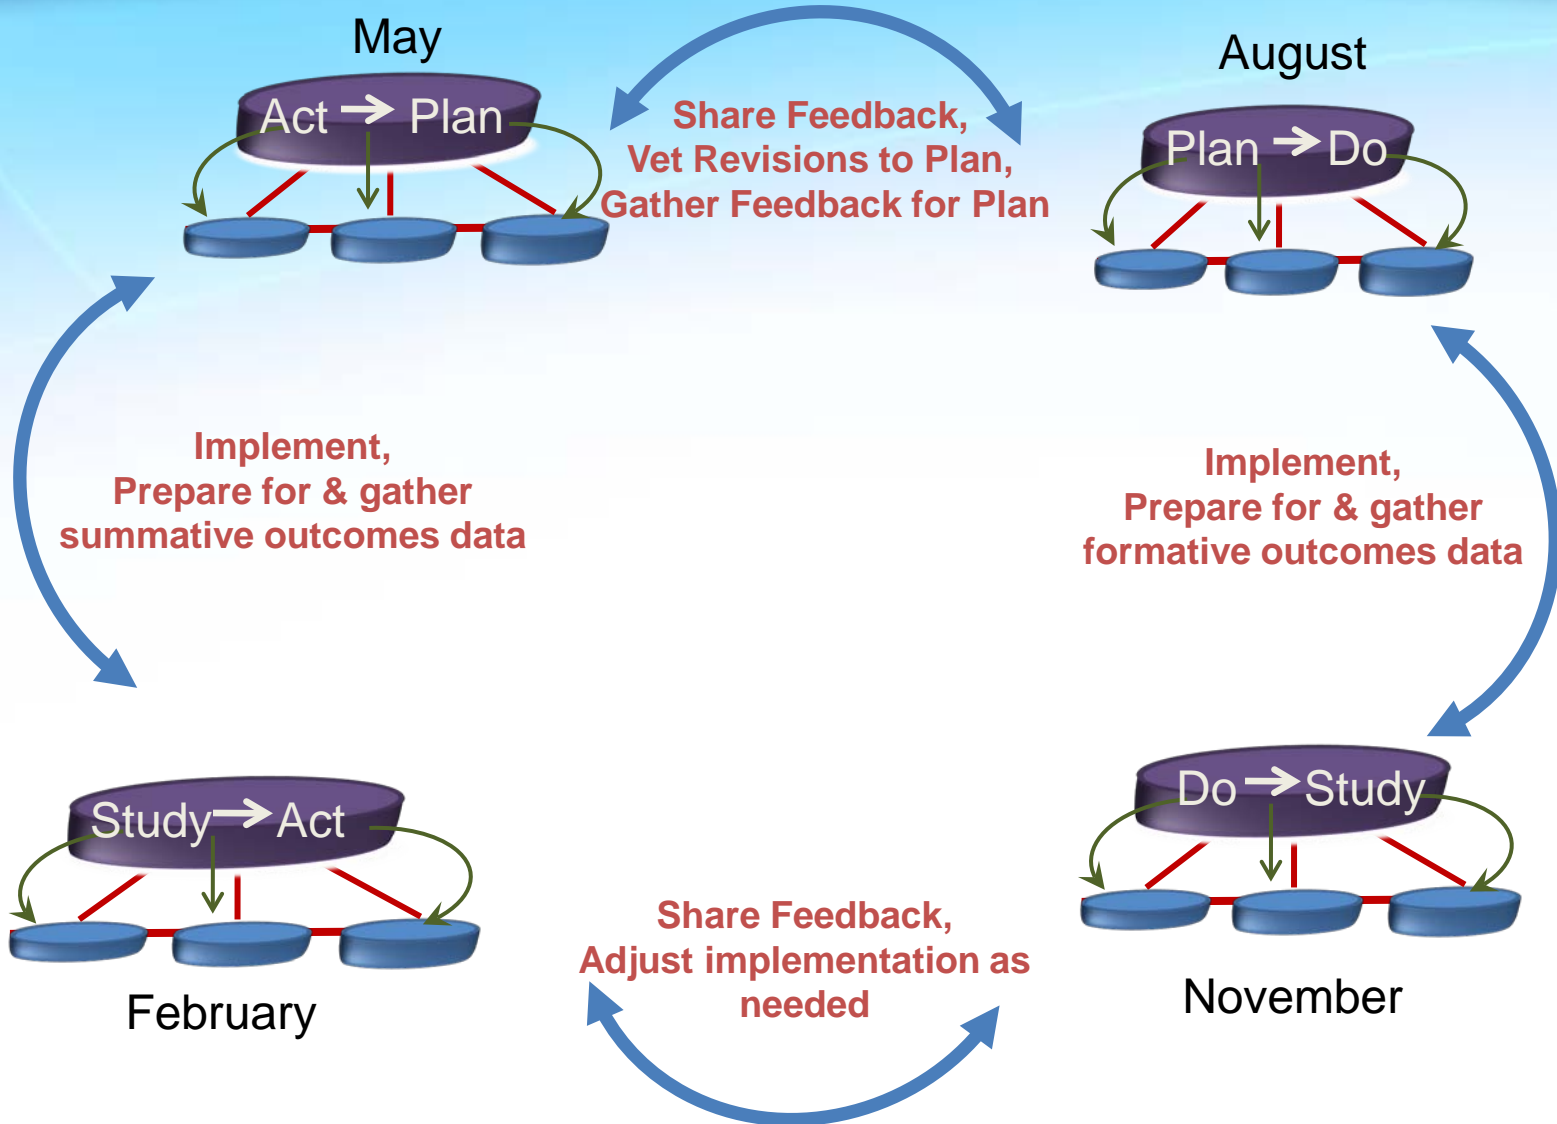 May
Act → Plan
Share Feedback,
Vet Revisions to Plan,
Gather Feedback for Plan
August
Plan → Do
Implement,
Prepare for & gather
summative outcomes data
Implement,
Prepare for & gather
formative outcomes data
Study → Act
February
Share Feedback,
Adjust implementation as
needed
Do → Study
November